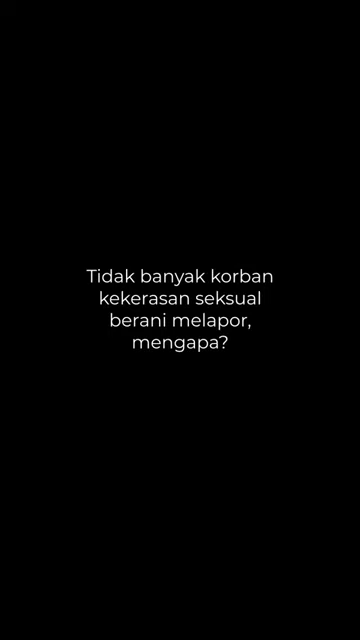 Tidak banyak korban
kekerasan seksual
berani melapor,
mengapa?